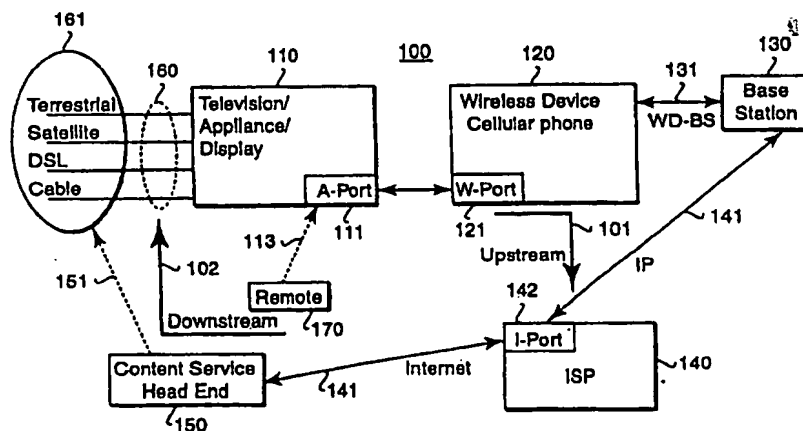 161
160
110
100
120
130
Terrestrial
Satellite
DSL
Cable
Television/
Appliance/
Display
Wireless Device
Cellular phone
131
WD-BS
Base
Station
A-Port
W-Port
111
121
113
101
141
151
102
Upstream
IP
Remote
170
142
Downstream
I-Port
Content Service
Head End
141
Internet
ISP
140
150